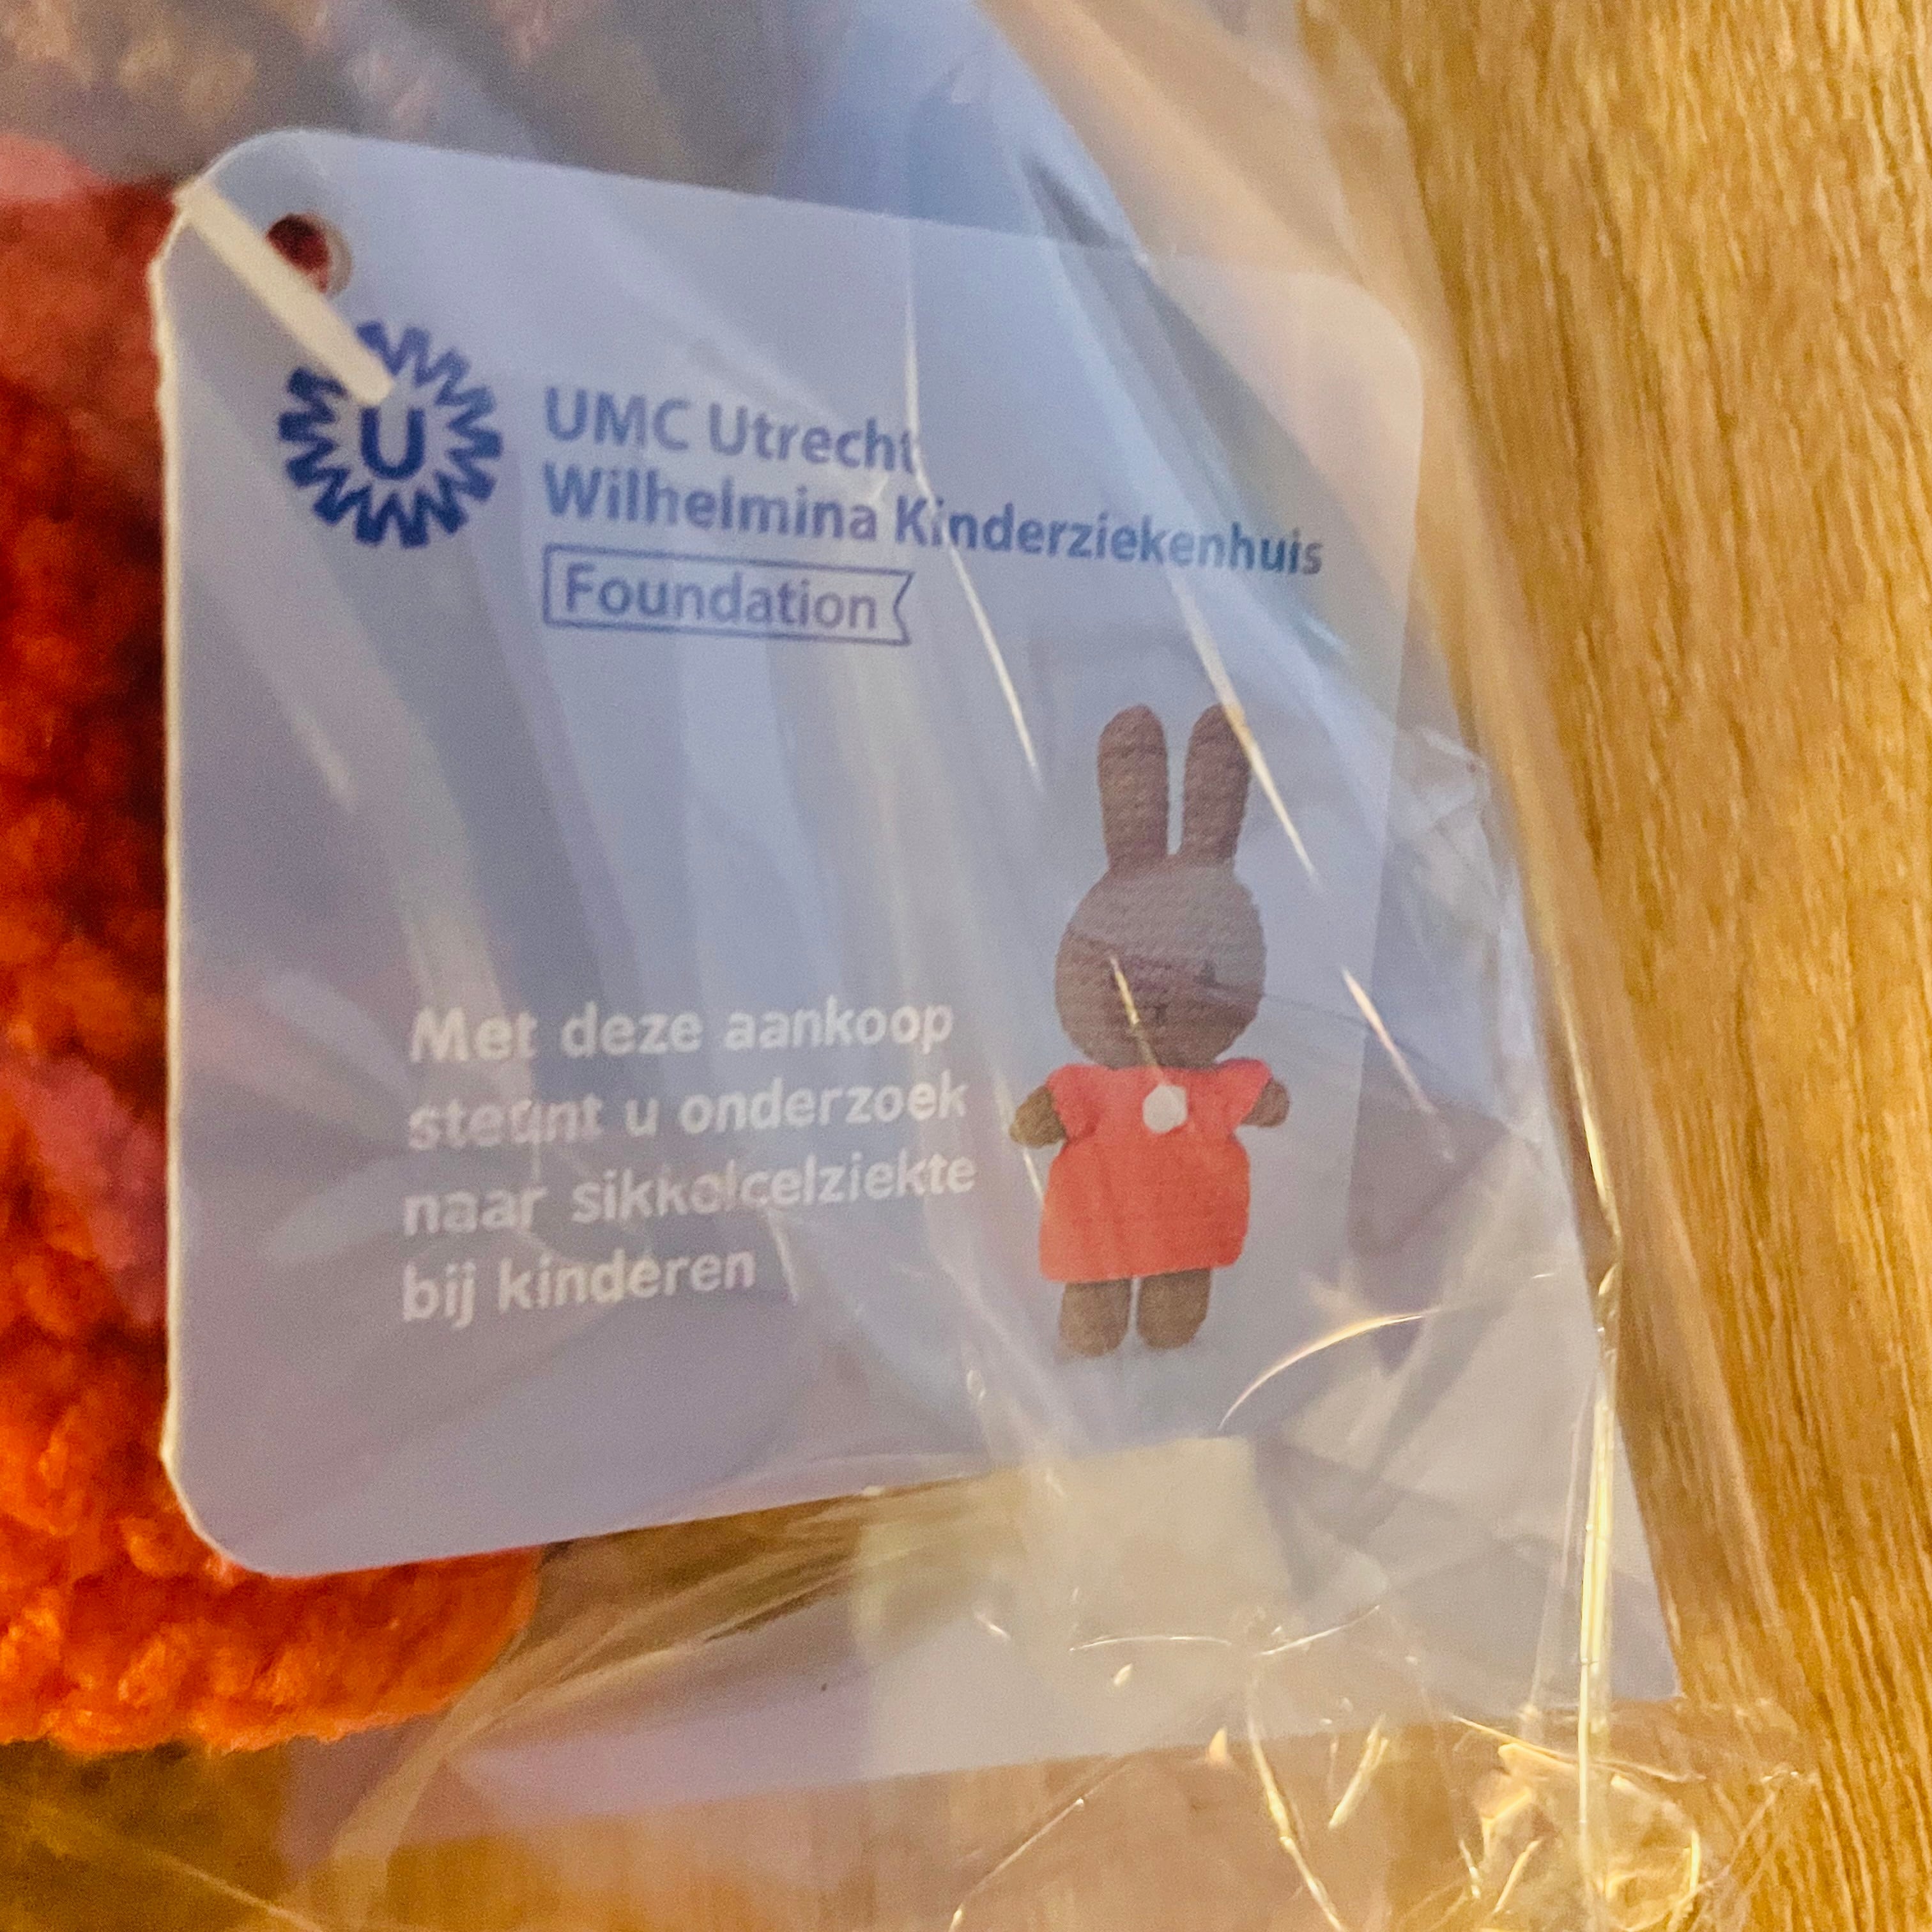 U
UMC Utrecht
Wilhelmina Kinderziekenhuis
Foundation
Met deze aankoop
steunt u onderzoek
naar sikkelcelziekte
bij kinderen